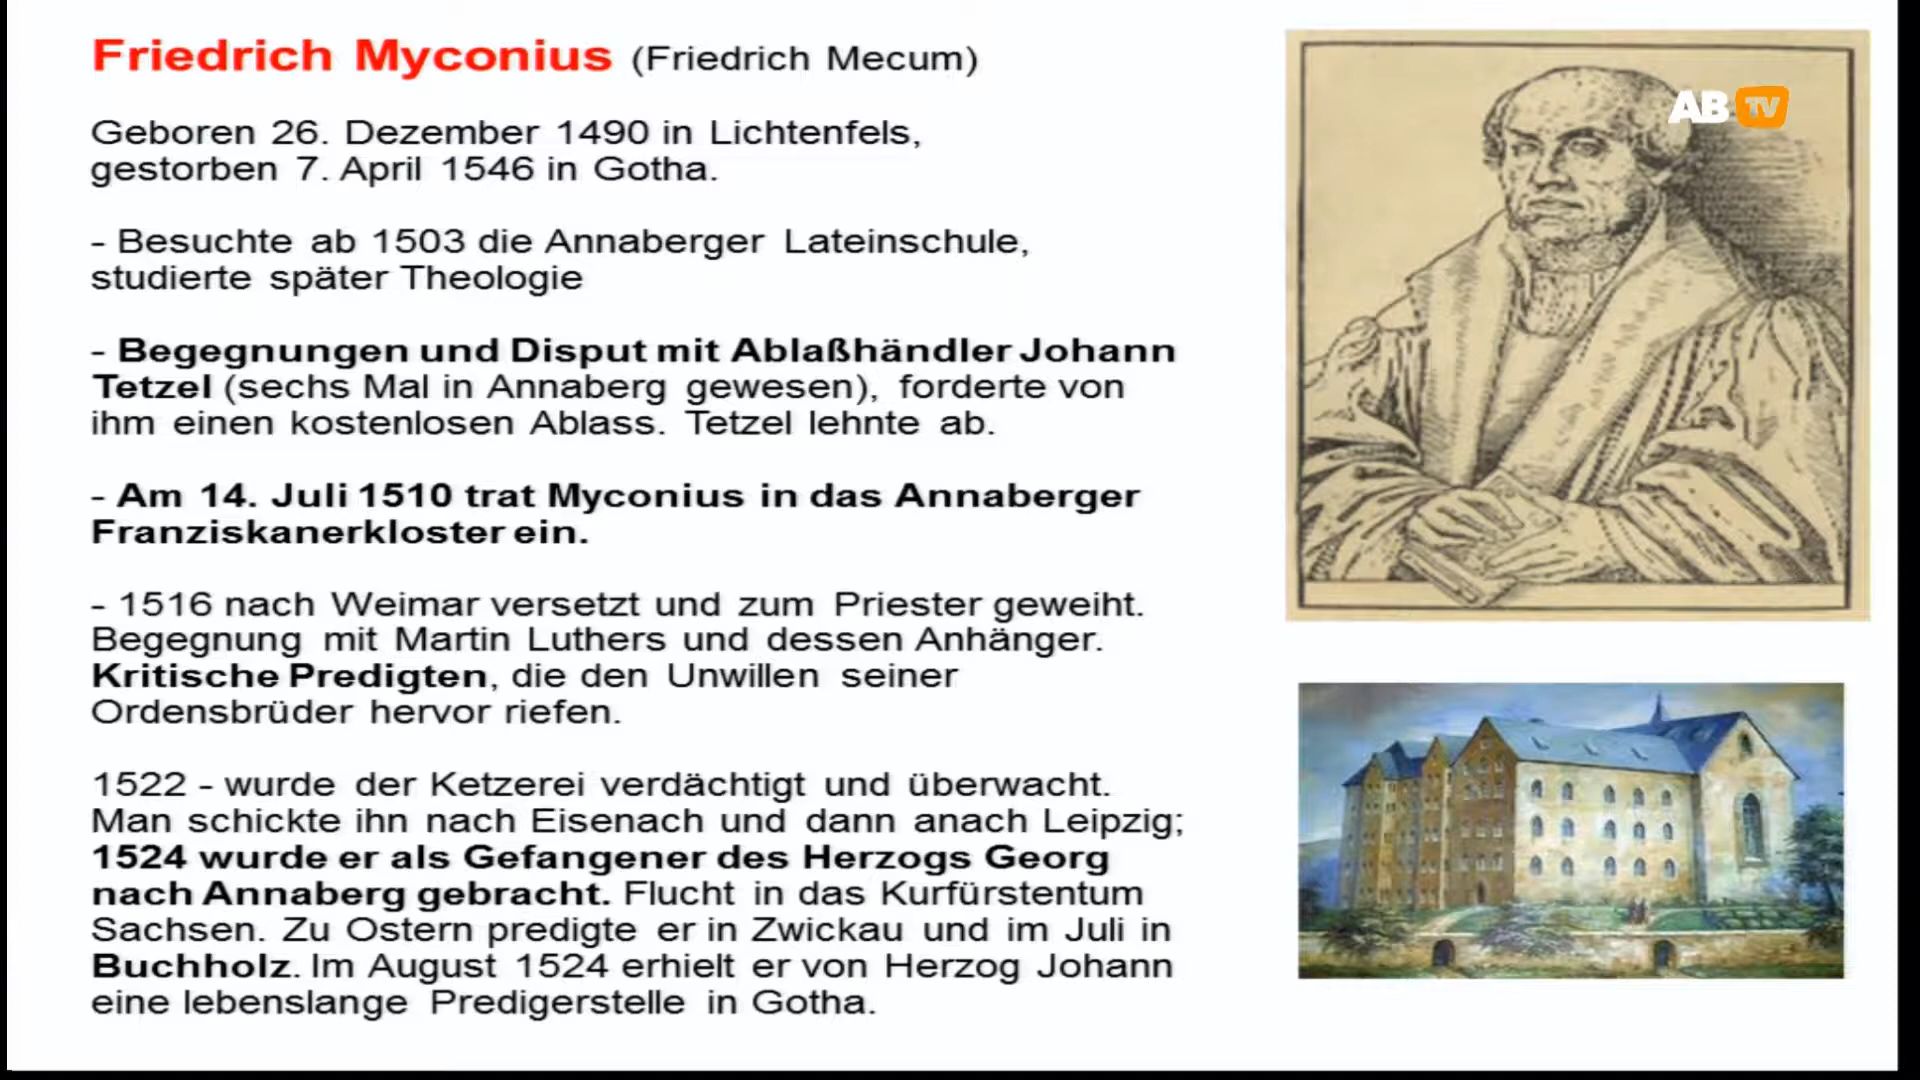 Friedrich Myconius (Friedrich Mecum)
Geboren 26. Dezember 1490 in Lichtenfels,
gestorben 7. April 1546 in Gotha.
- Besuchte ab 1503 die Annaberger Lateinschule,
studierte später Theologie
- Begegnungen und Disput mit Ablaßhändler Johann
Tetzel (sechs Mal in Annaberg gewesen), forderte von
ihm einen kostenlosen Ablass. Tetzel lehnte ab.
- Am 14. Juli 1510 trat Myconius in das Annaberger
Franziskanerkloster ein.
- 1516 nach Weimar versetzt und zum Priester geweiht.
Begegnung mit Martin Luthers und dessen Anhänger.
Kritische Predigten, die den Unwillen seiner
Ordensbrüder hervor riefen.
1522 - wurde der Ketzerei verdächtigt und überwacht.
Man schickte ihn nach Eisenach und dann anach Leipzig;
1524 wurde er als Gefangener des Herzogs Georg
nach Annaberg gebracht. Flucht in das Kurfürstentum
Sachsen. Zu Ostern predigte er in Zwickau und im Juli in
Buchholz. Im August 1524 erhielt er von Herzog Johann
eine lebenslange Predigerstelle in Gotha.
AB TV